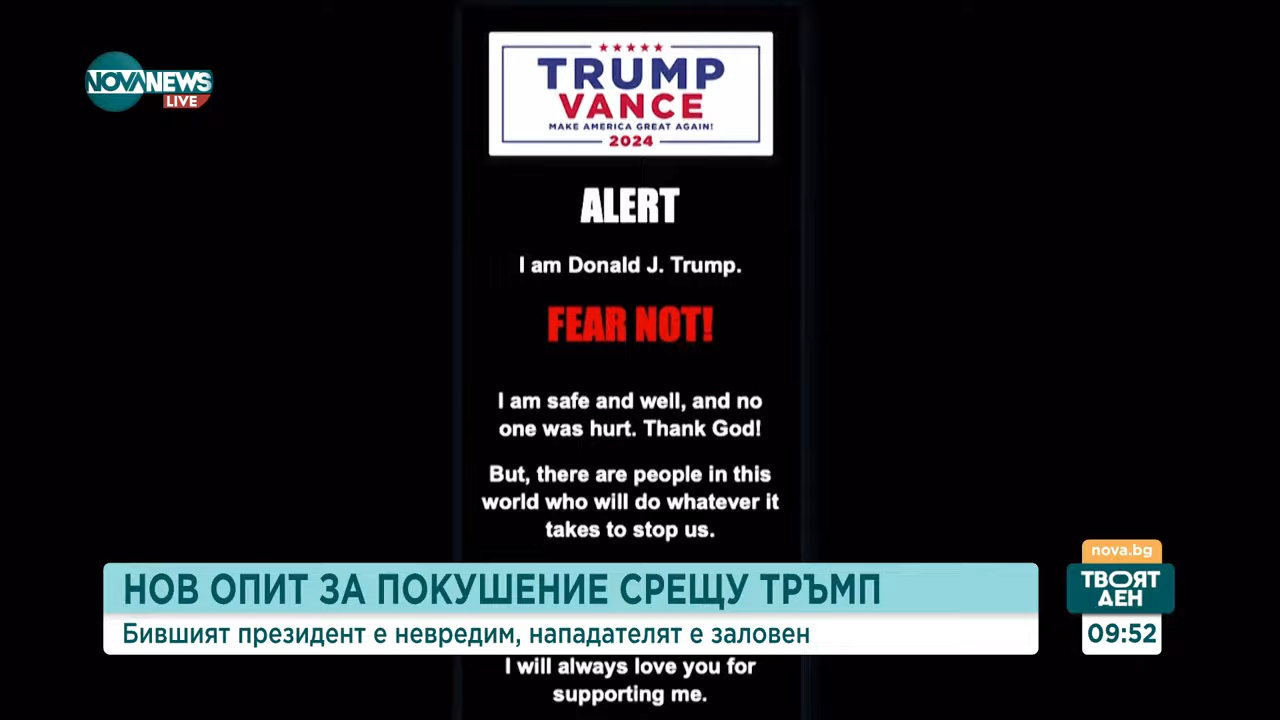 NOVA NEWS
LIVE
TRUMP
VANCE
MAKE AMERICA GREAT AGAIN!
2024
ALERT
I am Donald J. Trump.
FEAR NOT!
I am safe and well, and no
one was hurt. Thank God!
But, there are people in this
world who will do whatever it
takes to stop us.
НОВ ОПИТ ЗА ПОКУШЕНИЕ СРЕЩУ ТРЪМП
Бившият президент е невредим, нападателят е заловен
nova.bg
ТВОЯТ
ДЕН
09:52
I will always love you for
supporting me.